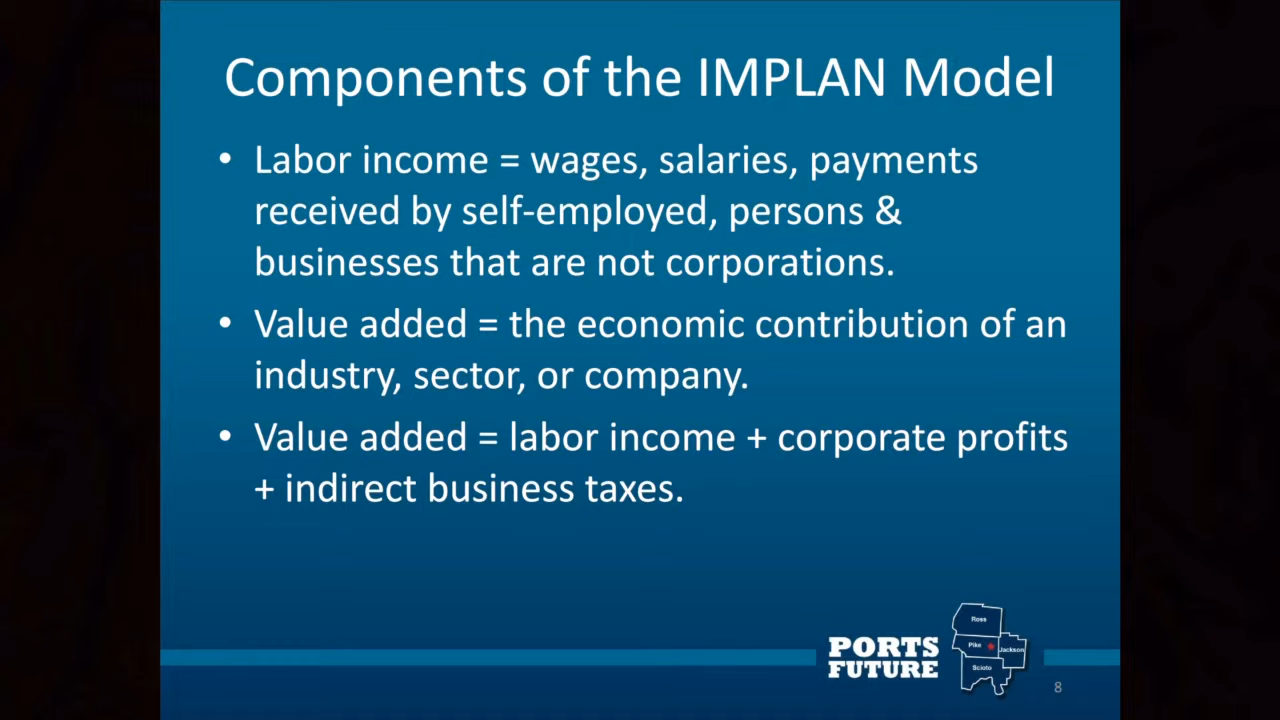 Components of the IMPLAN Model
• Labor income = wages, salaries, payments
received by self-employed, persons &
businesses that are not corporations.
• Value added = the economic contribution of an
industry, sector, or company.
• Value added = labor income + corporate profits
+ indirect business taxes.
PORTS
FUTURE
Ross
Pike
Jackson
Scioto
8